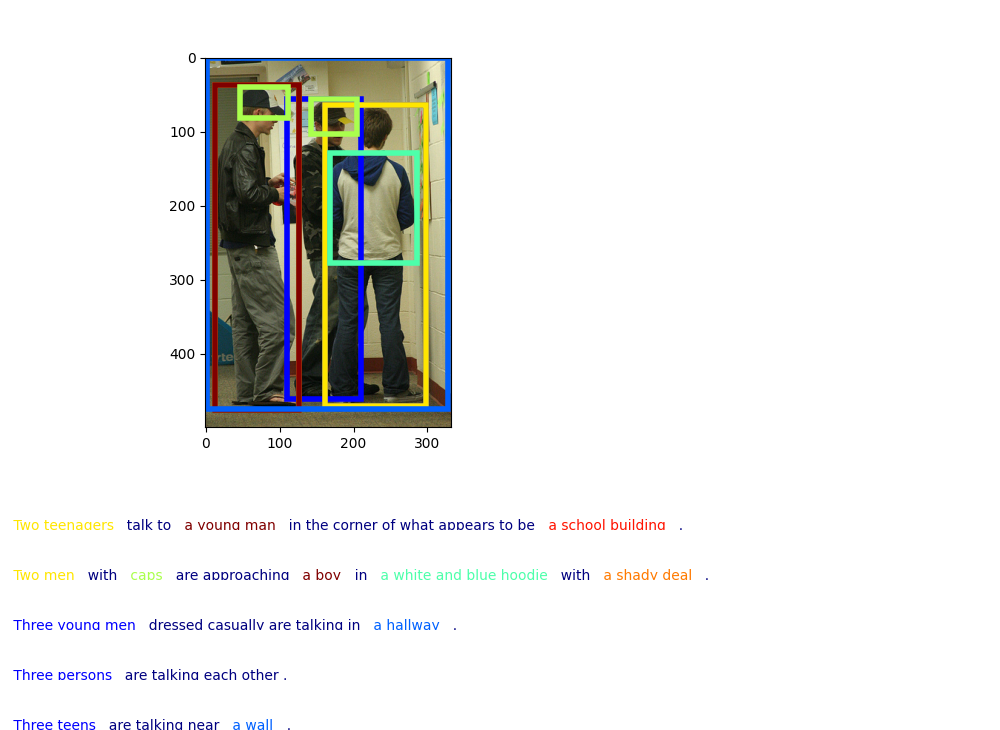 0
100
200
300
400
0 100 200 300
Two teenagers talk to a young man in the corner of what appears to be a school building .
Two men with caps are approaching a boy in a white and blue hoodie with a shady deal .
Three young men dressed casually are talking in a hallway .
Three persons are talking each other .
Three teens are talking near a wall .